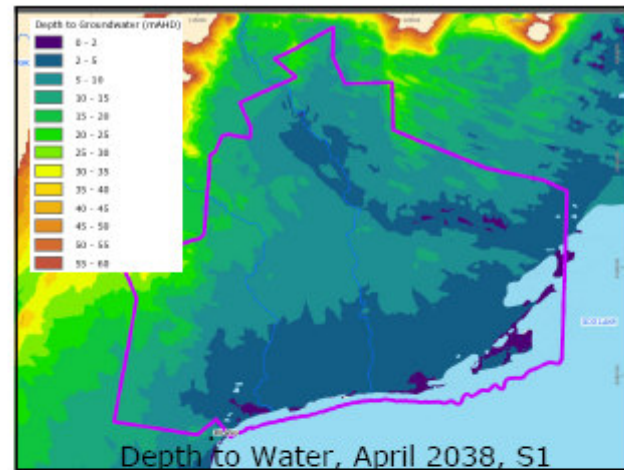 Depth to Groundwater (mAHD)
0 - 2
2 - 5
5 - 10
10 - 15
15 - 20
20 - 25
25 - 30
30 - 35
35 - 40
40 - 45
45 - 50
50 - 55
55 - 60
Depth to Water, April 2038, S1